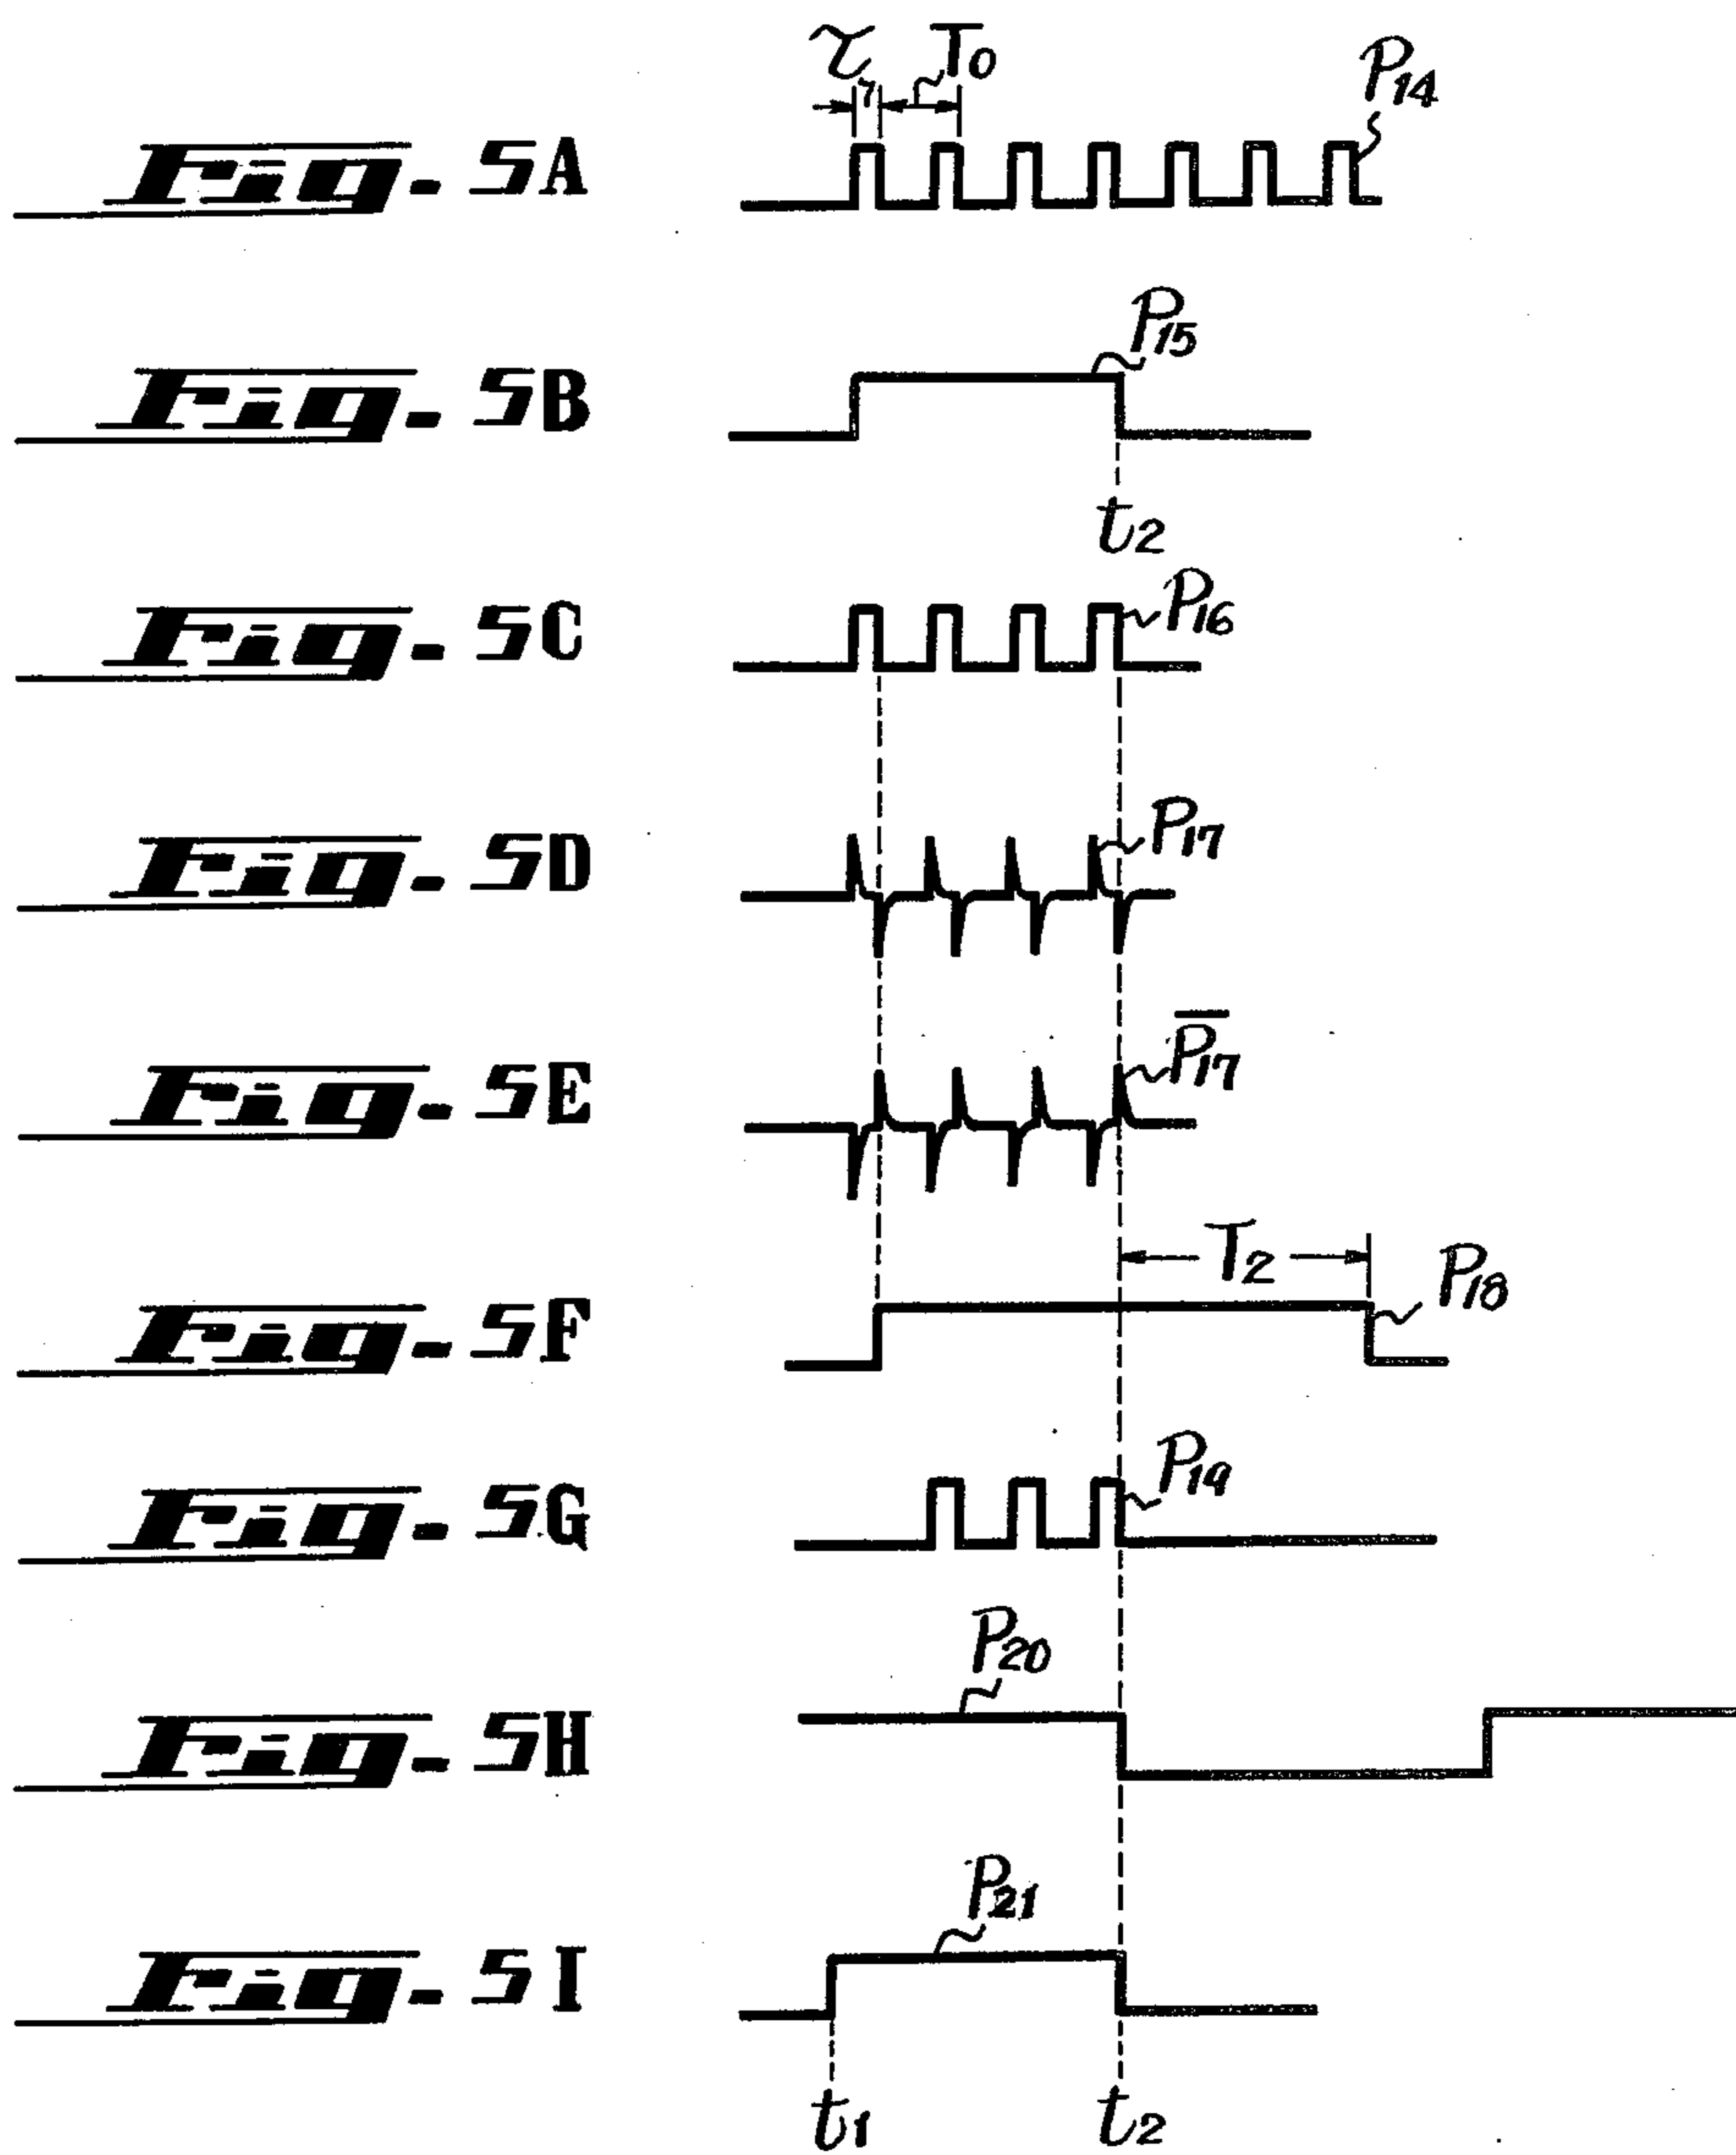 τ₁ T₀ P₁₄
Fig. 5A
P₁₅
Fig. 5B
t₂
P₁₆
Fig. 5C
P₁₇
Fig. 5D
P̅₁₇
Fig. 5E
T₂ P₁₈
Fig. 5F
P₁₉
Fig. 5G
P₂₀
Fig. 5H
P₂₁
Fig. 5I
t₁ t₂